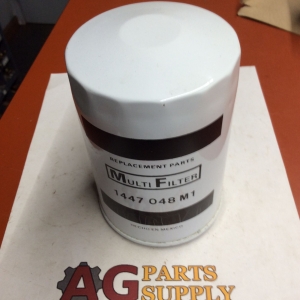 REPLACEMENT PARTS
MULTI FILTER
1447 048 M1
AG PARTS
SUPPLY